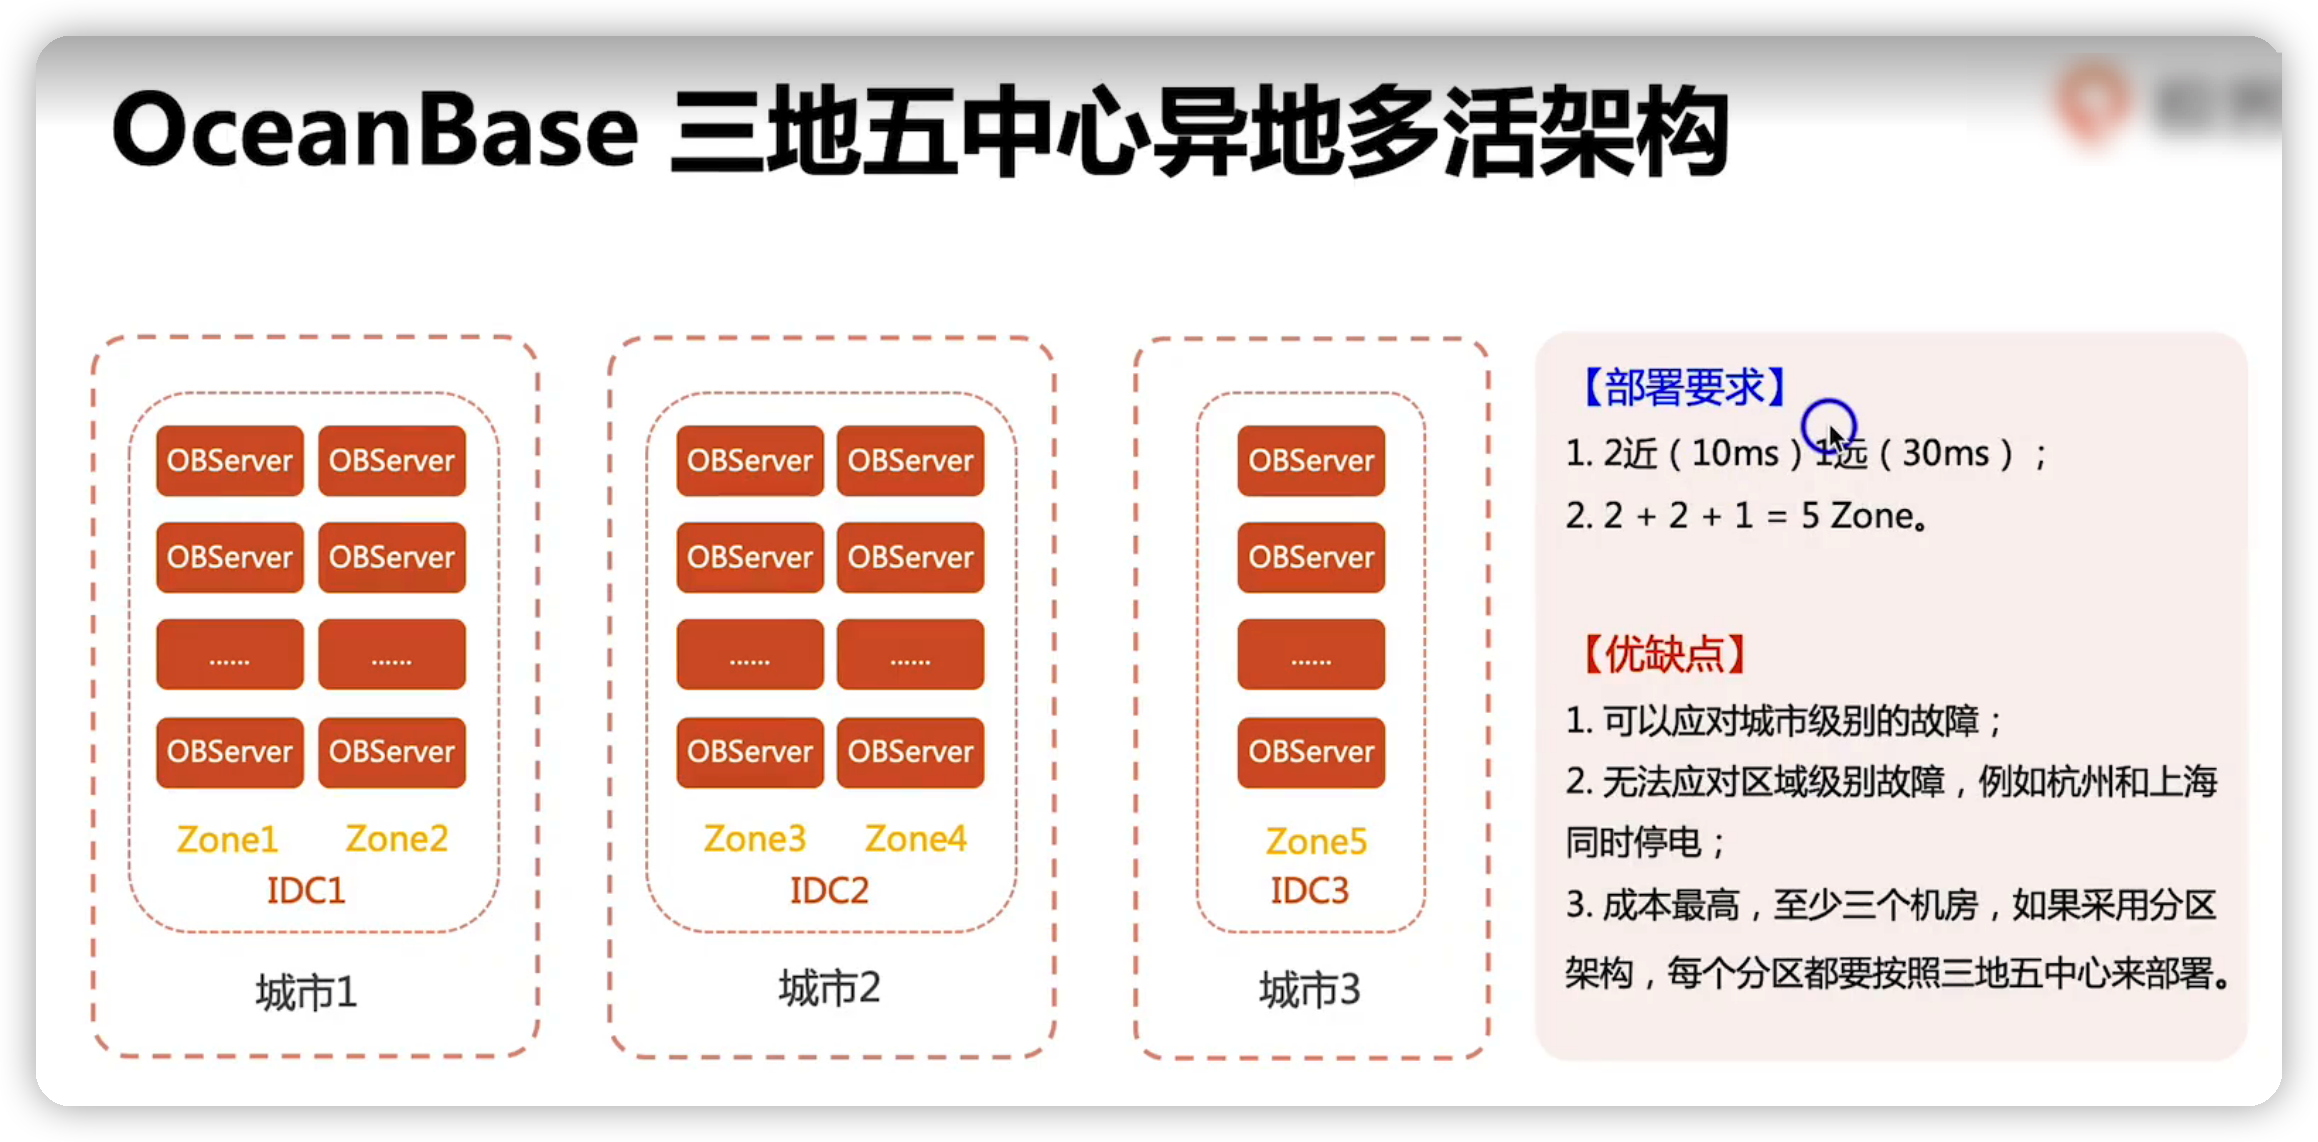 OceanBase 三地五中心异地多活架构
OBServer OBServer
OBServer OBServer
...... ......
OBServer OBServer
Zone1 Zone2
IDC1
城市1
OBServer OBServer
OBServer OBServer
...... ......
OBServer OBServer
Zone3 Zone4
IDC2
城市2
OBServer
OBServer
......
OBServer
Zone5
IDC3
城市3
【部署要求】
1. 2近（10ms）1远（30ms）；
2. 2 + 2 + 1 = 5 Zone。
【优缺点】
1. 可以应对城市级别的故障；
2. 无法应对区域级别故障，例如杭州和上海
同时停电；
3. 成本最高，至少三个机房，如果采用分区
架构，每个分区都要按照三地五中心来部署。